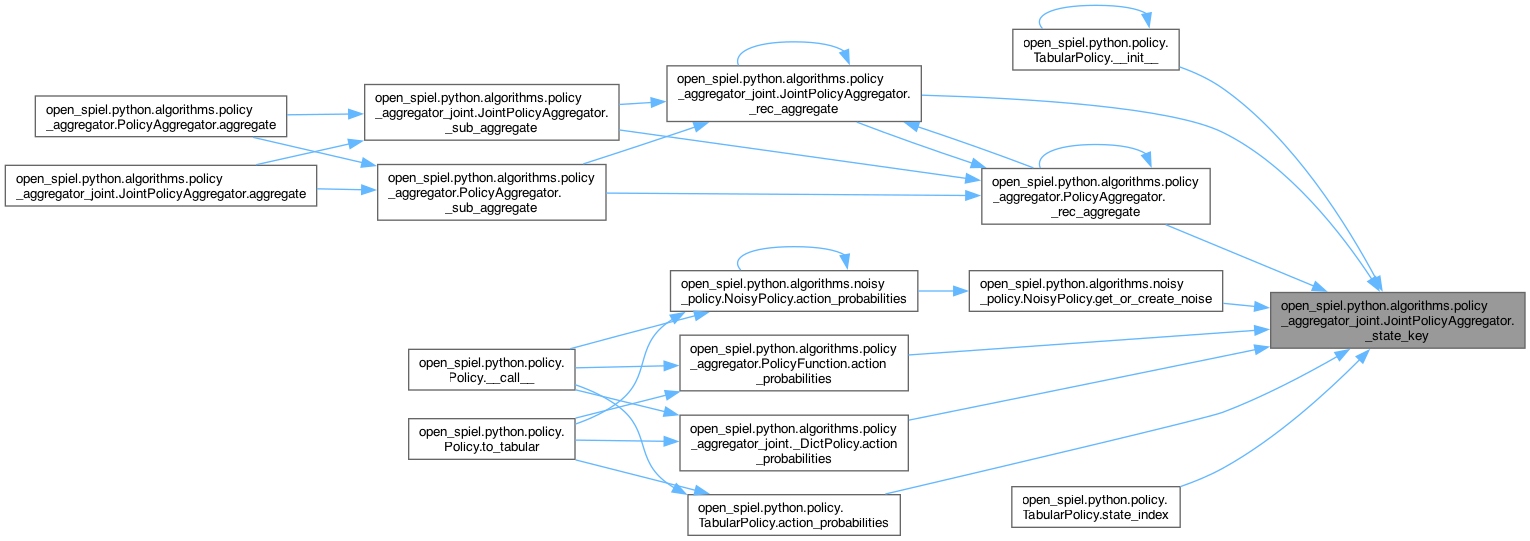 open_spiel.python.policy.
TabularPolicy.__init__
open_spiel.python.algorithms.policy
_aggregator_joint.JointPolicyAggregator.
_rec_aggregate
open_spiel.python.algorithms.policy
_aggregator_joint.JointPolicyAggregator.
_sub_aggregate
open_spiel.python.algorithms.policy
_aggregator.PolicyAggregator.aggregate
open_spiel.python.algorithms.policy
_aggregator_joint.JointPolicyAggregator.aggregate
open_spiel.python.algorithms.policy
_aggregator.PolicyAggregator.
_sub_aggregate
open_spiel.python.algorithms.policy
_aggregator.PolicyAggregator.
_rec_aggregate
open_spiel.python.algorithms.noisy
_policy.NoisyPolicy.action_probabilities
open_spiel.python.algorithms.noisy
_policy.NoisyPolicy.get_or_create_noise
open_spiel.python.algorithms.policy
_aggregator_joint.JointPolicyAggregator.
_state_key
open_spiel.python.policy.
Policy.__call__
open_spiel.python.algorithms.policy
_aggregator.PolicyFunction.action
_probabilities
open_spiel.python.policy.
Policy.to_tabular
open_spiel.python.algorithms.policy
_aggregator_joint._DictPolicy.action
_probabilities
open_spiel.python.policy.
TabularPolicy.action_probabilities
open_spiel.python.policy.
TabularPolicy.state_index